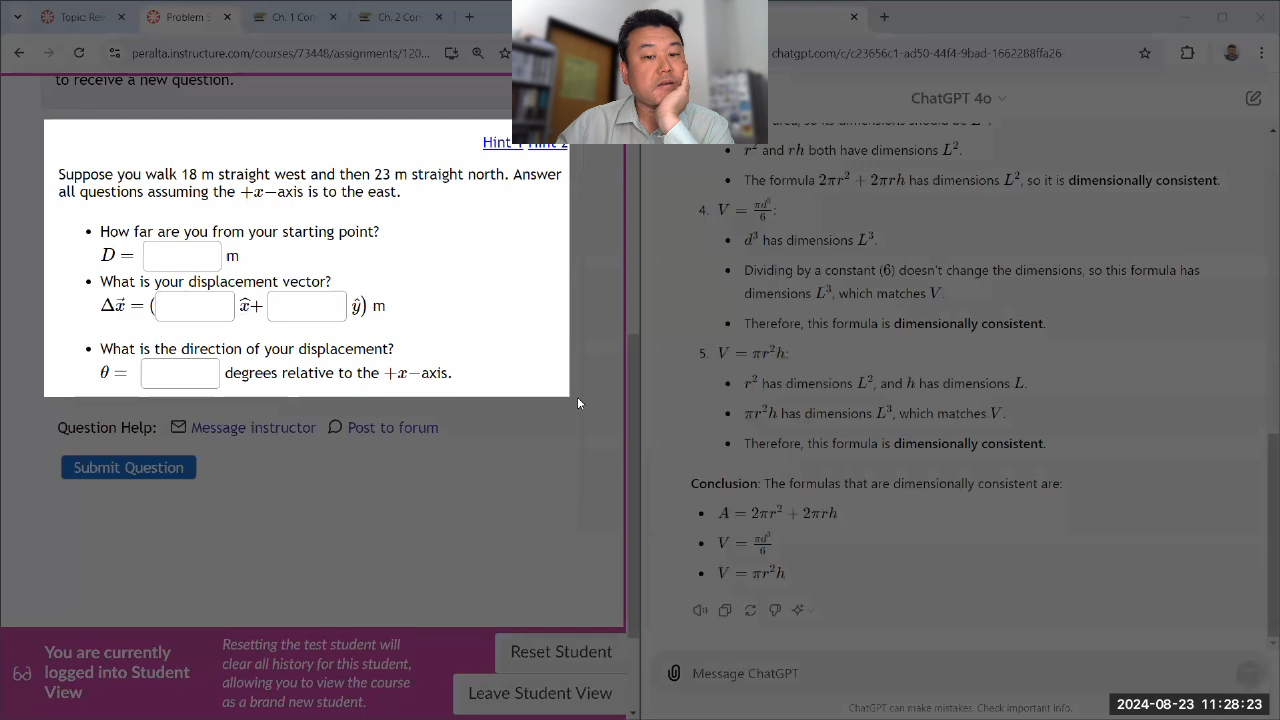 Topic: Re
Problem S
Ch. 1 Cor
Ch. 2 Cor
peralta.instructure.com/courses/73448/assignments/120...
chatgpt.com/c/c23656c1-ad50-44f4-9bad-1662288ffa26
to receive a new question.
Hint 1 Hint 2
Suppose you walk 18 m straight west and then 23 m straight north. Answer
all questions assuming the +x−axis is to the east.
• How far are you from your starting point?
D = m
• What is your displacement vector?
Δx⃗ = ( x̂+ ŷ) m
• What is the direction of your displacement?
θ = degrees relative to the +x−axis.
Question Help: Message instructor Post to forum
Submit Question
You are currently
logged into Student
View
Resetting the test student will
clear all history for this student,
allowing you to view the course
as a brand new student.
Reset Student
Leave Student View
ChatGPT 4o
• r² and rh both have dimensions L².
• The formula 2πr² + 2πrh has dimensions L², so it is dimensionally consistent.
4. V = πd³/6:
• d³ has dimensions L³.
• Dividing by a constant (6) doesn't change the dimensions, so this formula has
dimensions L³, which matches V.
• Therefore, this formula is dimensionally consistent.
5. V = πr²h:
• r² has dimensions L², and h has dimensions L.
• πr²h has dimensions L³, which matches V.
• Therefore, this formula is dimensionally consistent.
Conclusion: The formulas that are dimensionally consistent are:
• A = 2πr² + 2πrh
• V = πd³/6
• V = πr²h
Message ChatGPT
ChatGPT can make mistakes. Check important info.
2024-08-23 11:28:23